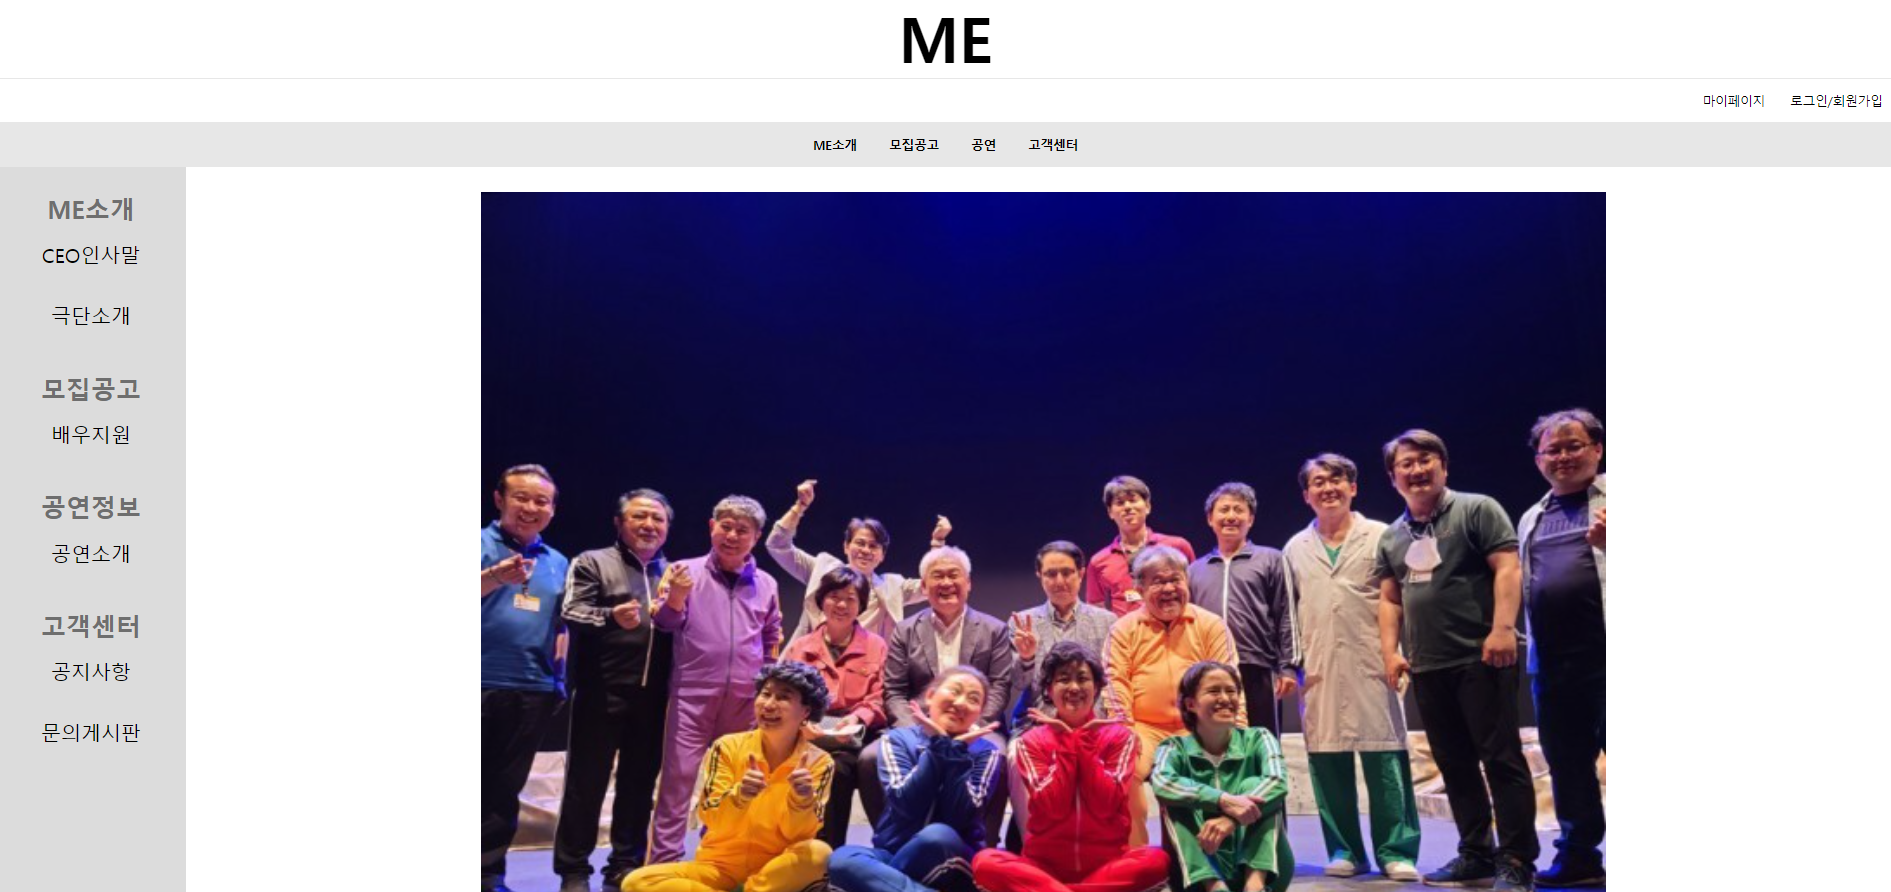 ME
마이페이지 로그인/회원가입
ME소개 모집공고 공연 고객센터
ME소개
CEO인사말
극단소개
모집공고
배우지원
공연정보
공연소개
고객센터
공지사항
문의게시판